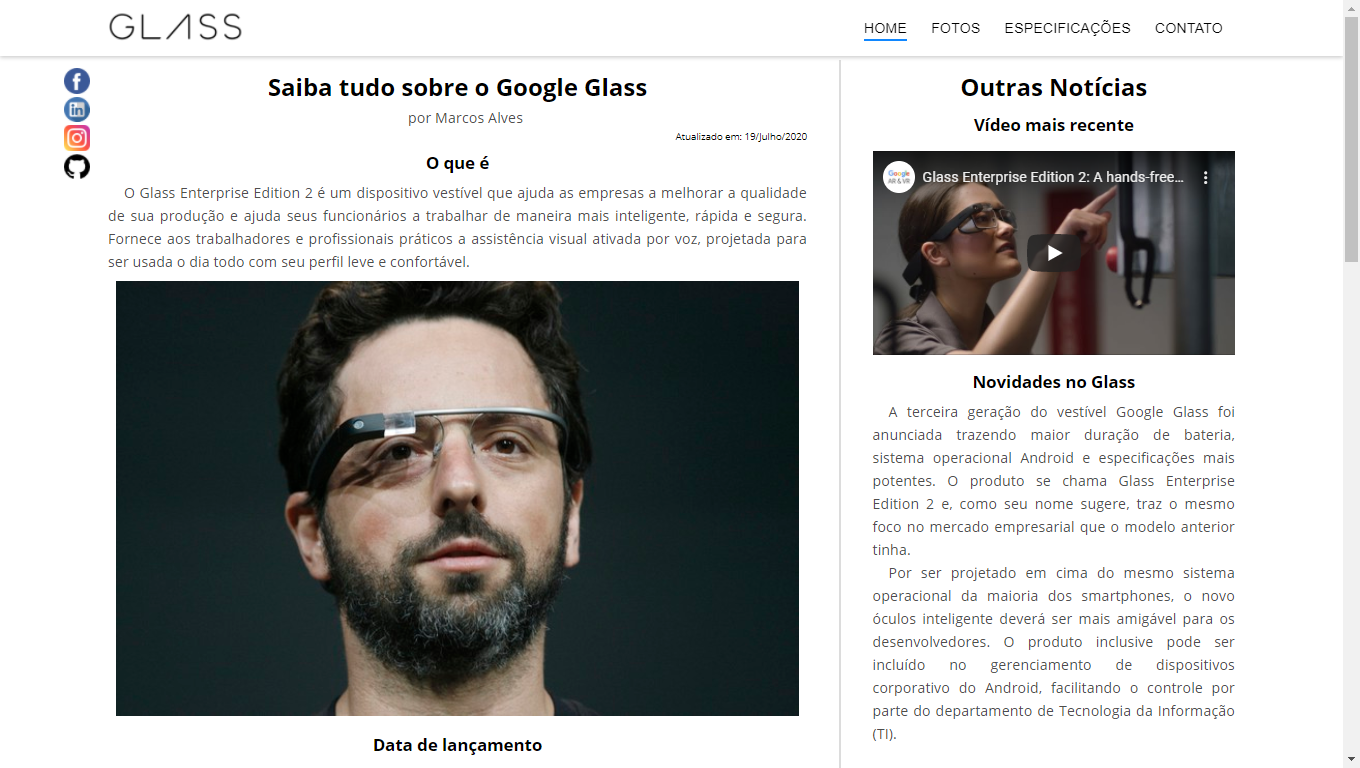 GLASS
HOME FOTOS ESPECIFICAÇÕES CONTATO
Saiba tudo sobre o Google Glass
por Marcos Alves
Atualizado em: 19/Julho/2020
O que é
O Glass Enterprise Edition 2 é um dispositivo vestível que ajuda as empresas a melhorar a qualidade
de sua produção e ajuda seus funcionários a trabalhar de maneira mais inteligente, rápida e segura.
Fornece aos trabalhadores e profissionais práticos a assistência visual ativada por voz, projetada para
ser usada o dia todo com seu perfil leve e confortável.
Data de lançamento
Outras Notícias
Vídeo mais recente
Google
AR & VR
Glass Enterprise Edition 2: A hands-free...
Novidades no Glass
A terceira geração do vestível Google Glass foi
anunciada trazendo maior duração de bateria,
sistema operacional Android e especificações mais
potentes. O produto se chama Glass Enterprise
Edition 2 e, como seu nome sugere, traz o mesmo
foco no mercado empresarial que o modelo anterior
tinha.
Por ser projetado em cima do mesmo sistema
operacional da maioria dos smartphones, o novo
óculos inteligente deverá ser mais amigável para os
desenvolvedores. O produto inclusive pode ser
incluído no gerenciamento de dispositivos
corporativo do Android, facilitando o controle por
parte do departamento de Tecnologia da Informação
(TI).